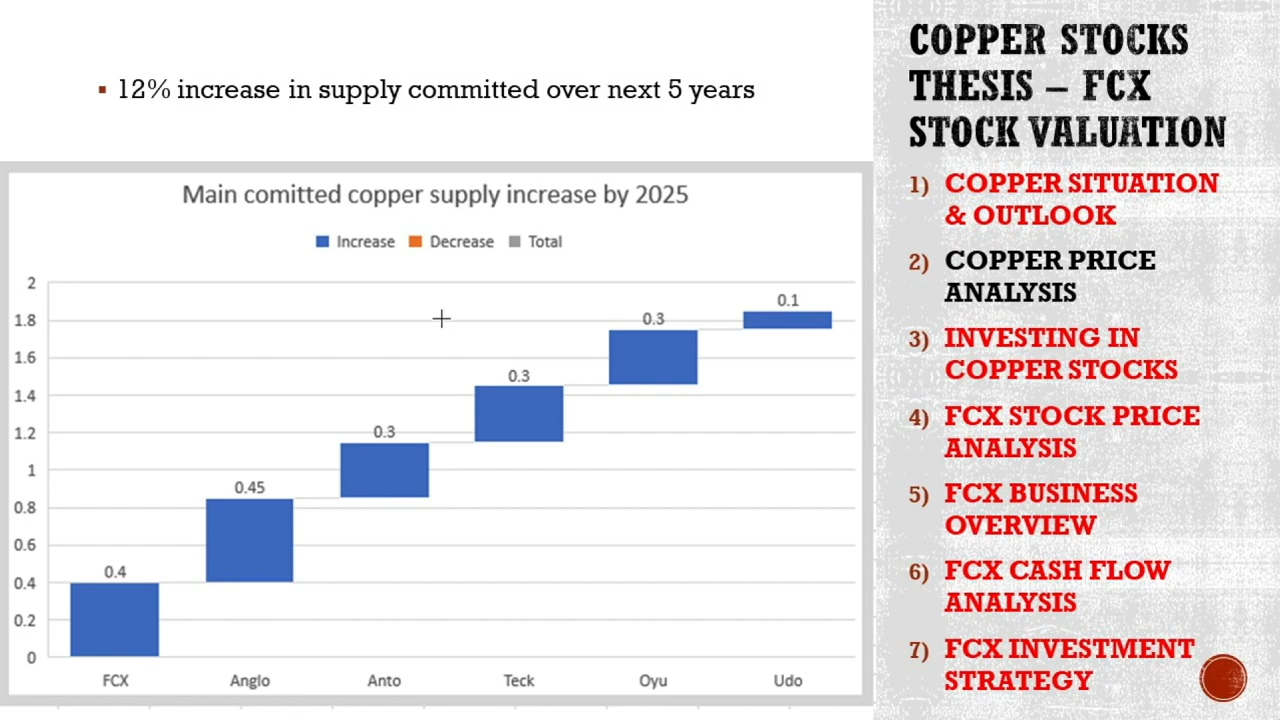 ▪ 12% increase in supply committed over next 5 years
Main comitted copper supply increase by 2025
Increase Decrease Total
2
1.8
1.6
1.4
1.2
1
0.8
0.6
0.4
0.2
0
0.4
0.45
0.3
0.3
0.3
0.1
FCX Anglo Anto Teck Oyu Udo
COPPER STOCKS
THESIS – FCX
STOCK VALUATION
1) COPPER SITUATION
& OUTLOOK
2) COPPER PRICE
ANALYSIS
3) INVESTING IN
COPPER STOCKS
4) FCX STOCK PRICE
ANALYSIS
5) FCX BUSINESS
OVERVIEW
6) FCX CASH FLOW
ANALYSIS
7) FCX INVESTMENT
STRATEGY